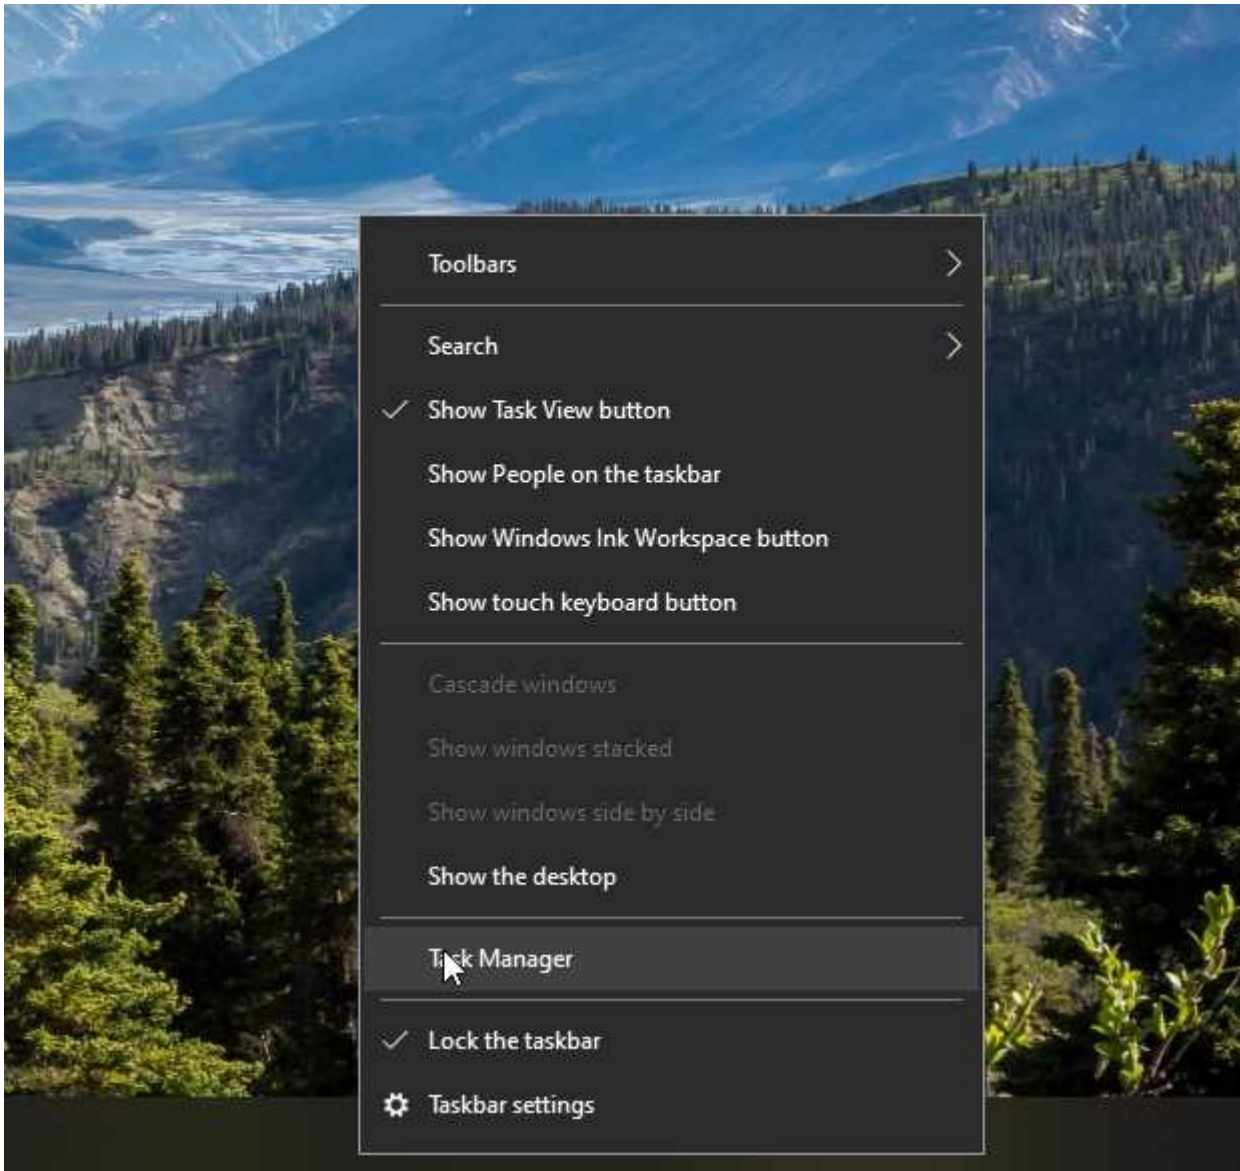 Toolbars
Search
Show Task View button
Show People on the taskbar
Show Windows Ink Workspace button
Show touch keyboard button
Cascade windows
Show windows stacked
Show windows side by side
Show the desktop
Task Manager
Lock the taskbar
Taskbar settings